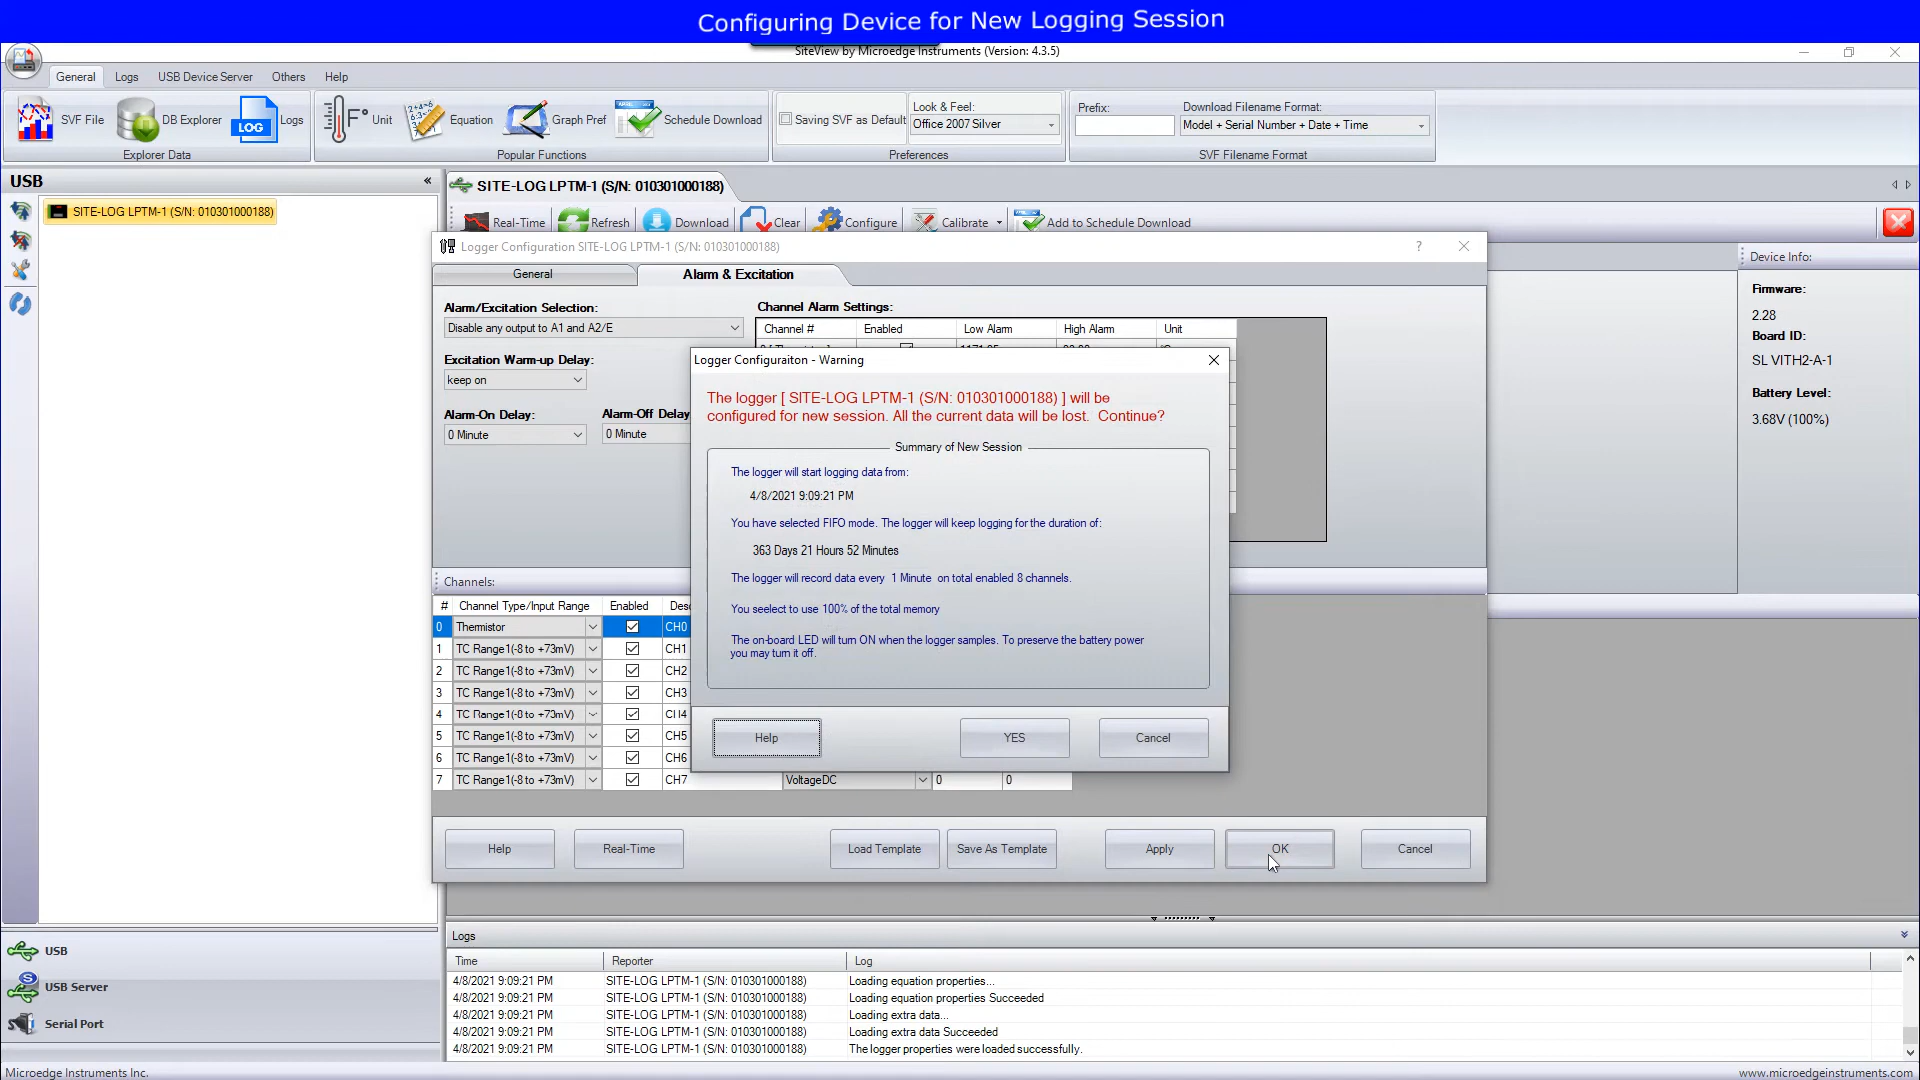 Configuring Device for New Logging Session
SiteView by Microedge Instruments (Version: 4.3.5)
General Logs USB Device Server Others Help
SVF File DB Explorer LOG Logs
Explorer Data
F° Unit Equation Graph Pref Schedule Download
Popular Functions
Saving SVF as Default
Look & Feel:
Office 2007 Silver
Preferences
Prefix:
Download Filename Format:
Model + Serial Number + Date + Time
SVF Filename Format
USB «
SITE-LOG LPTM-1 (S/N: 010301000188)
SITE-LOG LPTM-1 (S/N: 010301000188)
Real-Time Refresh Download Clear Configure Calibrate Add to Schedule Download
Logger Configuration SITE-LOG LPTM-1 (S/N: 010301000188) ?
General Alarm & Excitation
Alarm/Excitation Selection:
Disable any output to A1 and A2/E
Excitation Warm-up Delay:
keep on
Alarm-On Delay: Alarm-Off Delay
0 Minute 0 Minute
Channel Alarm Settings:
Channel # Enabled Low Alarm High Alarm Unit
Device Info:
Firmware:
2.28
Board ID:
SL VITH2-A-1
Battery Level:
3.68V (100%)
Logger Configuraiton - Warning
The logger [ SITE-LOG LPTM-1 (S/N: 010301000188) ] will be
configured for new session. All the current data will be lost. Continue?
Summary of New Session
The logger will start logging data from:
4/8/2021 9:09:21 PM
You have selected FIFO mode. The logger will keep logging for the duration of:
363 Days 21 Hours 52 Minutes
The logger will record data every 1 Minute on total enabled 8 channels.
You seelect to use 100% of the total memory
The on-board LED will turn ON when the logger samples. To preserve the battery power
you may turn it off.
Help YES Cancel
Channels:
# Channel Type/Input Range Enabled Desc
0 Thermistor CH0
1 TC Range1(-8 to +73mV) CH1
2 TC Range1(-8 to +73mV) CH2
3 TC Range1(-8 to +73mV) CH3
4 TC Range1(-8 to +73mV) CH4
5 TC Range1(-8 to +73mV) CH5
6 TC Range1(-8 to +73mV) CH6
7 TC Range1(-8 to +73mV) CH7 VoltageDC 0 0
Help Real-Time Load Template Save As Template Apply OK Cancel
USB
USB Server
Serial Port
Logs
Time Reporter Log
4/8/2021 9:09:21 PM SITE-LOG LPTM-1 (S/N: 010301000188) Loading equation properties...
4/8/2021 9:09:21 PM SITE-LOG LPTM-1 (S/N: 010301000188) Loading equation properties Succeeded
4/8/2021 9:09:21 PM SITE-LOG LPTM-1 (S/N: 010301000188) Loading extra data...
4/8/2021 9:09:21 PM SITE-LOG LPTM-1 (S/N: 010301000188) Loading extra data Succeeded
4/8/2021 9:09:21 PM SITE-LOG LPTM-1 (S/N: 010301000188) The logger properties were loaded successfully.
Microedge Instruments Inc. www.microedgeinstruments.com